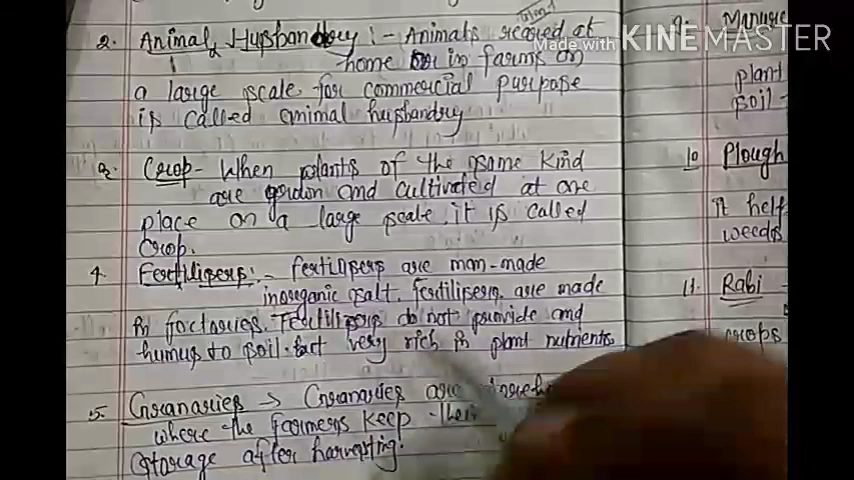 2. Animal Husbandry :- Animals reared at
home or in farms on
a large scale for commercial purpose
is called animal husbandry
Made with KINEMASTER
Crop - When plants of the same kind
are grown and cultivated at one
place on a large scale, it is called
Crop.
4. Fertilisers :- Fertilisers are man-made
inorganic salt. Fertilisers are made
in factories. Fertilisers do not provide and
humus to soil. very rich in plant nutrients.
5. Granaries → Granaries are
where the farmers keep their
storage after harvesting.
9. Manure
plant
soil -
10 Plough
It help
weeds
11. Rabi -
crops